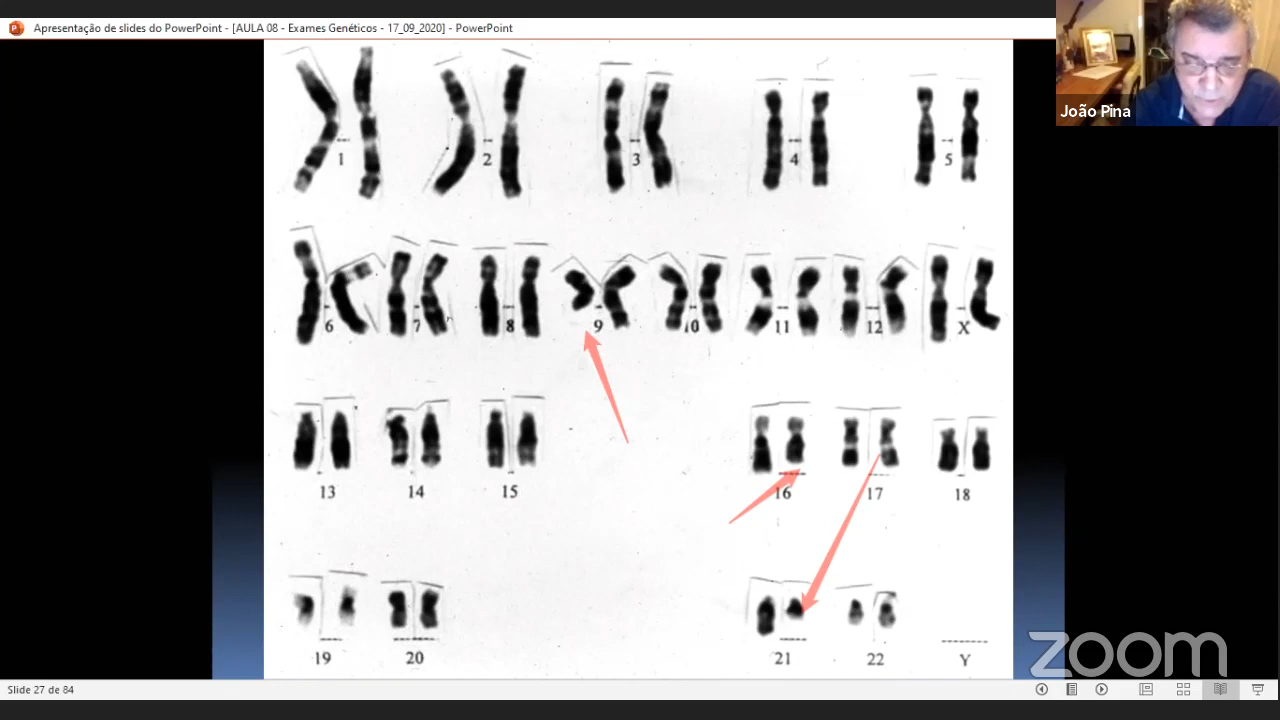 Apresentação de slides do PowerPoint - [AULA 08 - Exames Genéticos - 17_09_2020] - PowerPoint
João Pina
1 2 3 4 5
6 7 8 9 10 11 12 X
13 14 15 16 17 18
19 20 21 22 Y
zoom
Slide 27 de 84